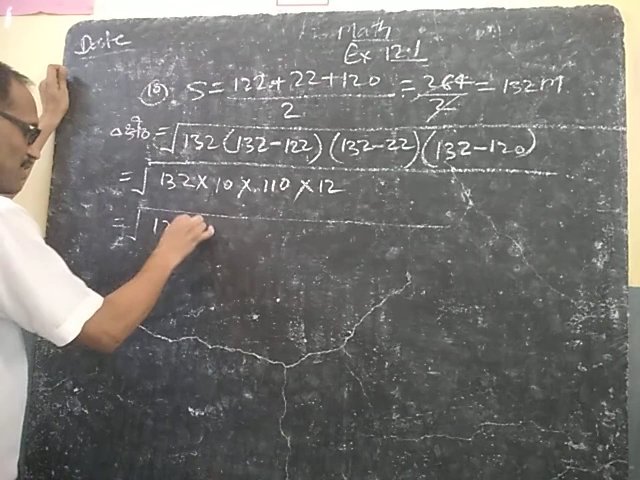 Date
Math
Ex 12.1
S = 122 + 22 + 120 / 2 = 264 / 2 = 132 m
= √132 (132-122) (132-22) (132-120)
= √132 × 10 × 110 × 12
= √